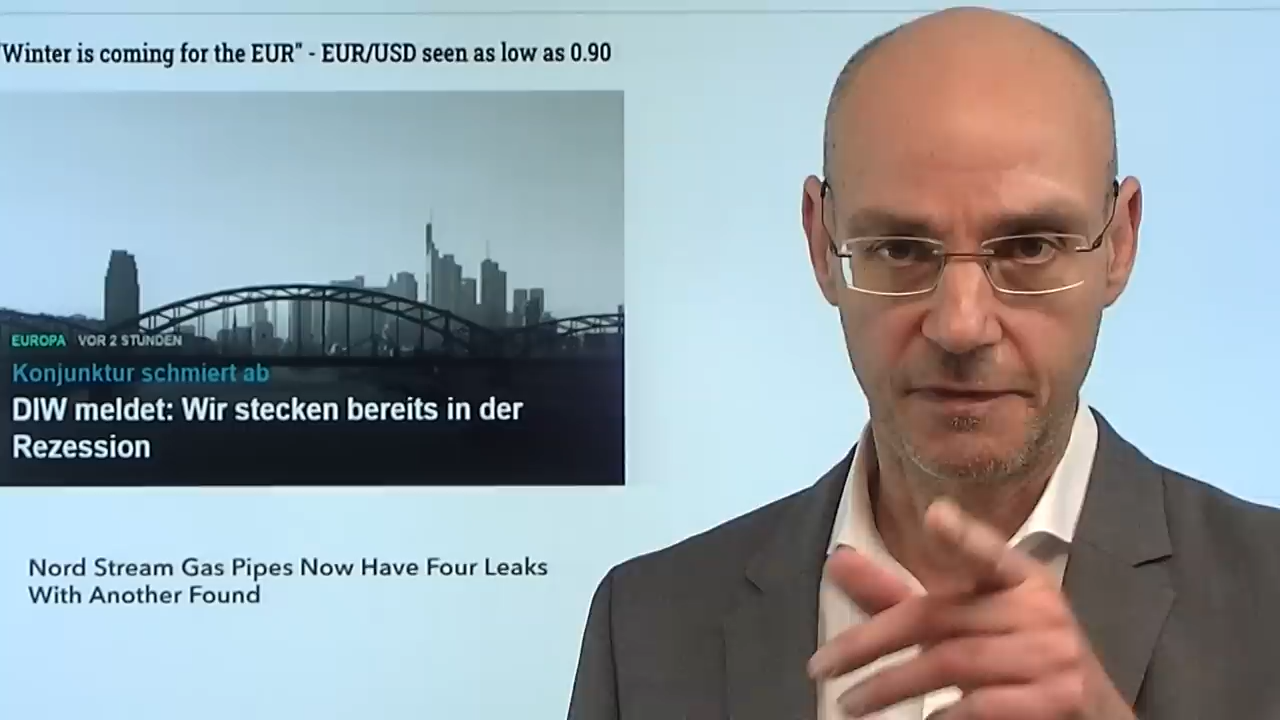 "Winter is coming for the EUR" - EUR/USD seen as low as 0.90
EUROPA VOR 2 STUNDEN
Konjunktur schmiert ab
DIW meldet: Wir stecken bereits in der
Rezession
Nord Stream Gas Pipes Now Have Four Leaks
With Another Found